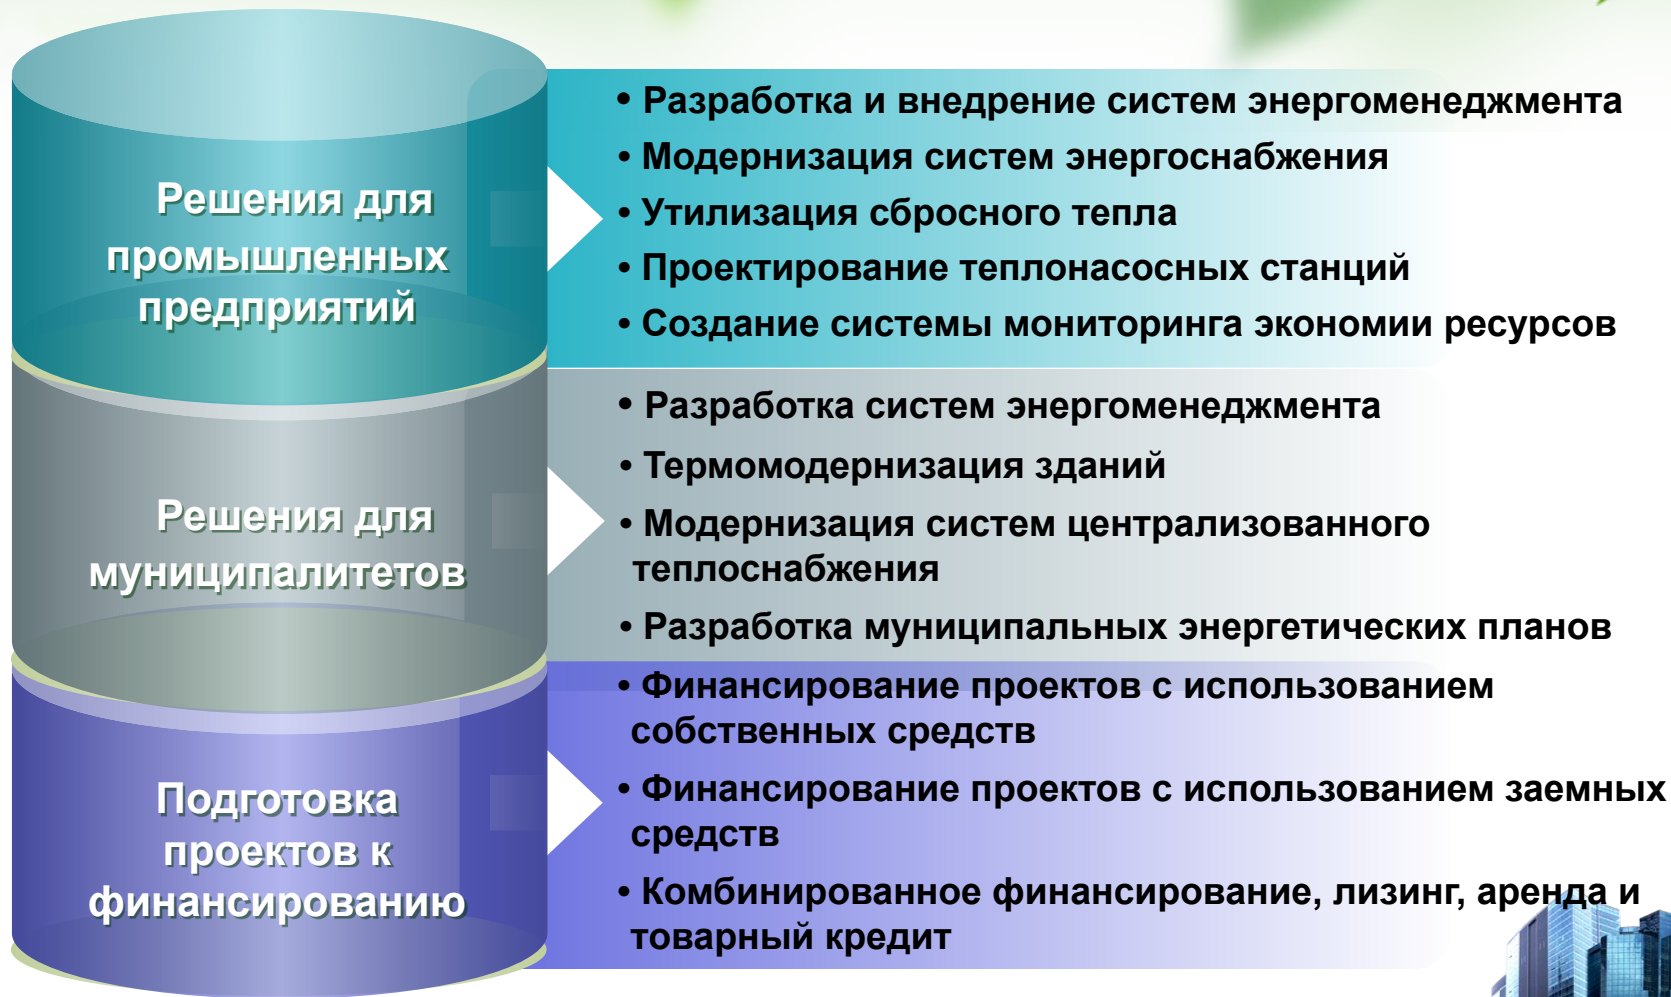 Решения для
промышленных
предприятий
• Разработка и внедрение систем энергоменеджмента
• Модернизация систем энергоснабжения
• Утилизация сбросного тепла
• Проектирование теплонасосных станций
• Создание системы мониторинга экономии ресурсов
Решения для
муниципалитетов
• Разработка систем энергоменеджмента
• Термомодернизация зданий
• Модернизация систем централизованного
теплоснабжения
• Разработка муниципальных энергетических планов
Подготовка
проектов к
финансированию
• Финансирование проектов с использованием
собственных средств
• Финансирование проектов с использованием заемных
средств
• Комбинированное финансирование, лизинг, аренда и
товарный кредит